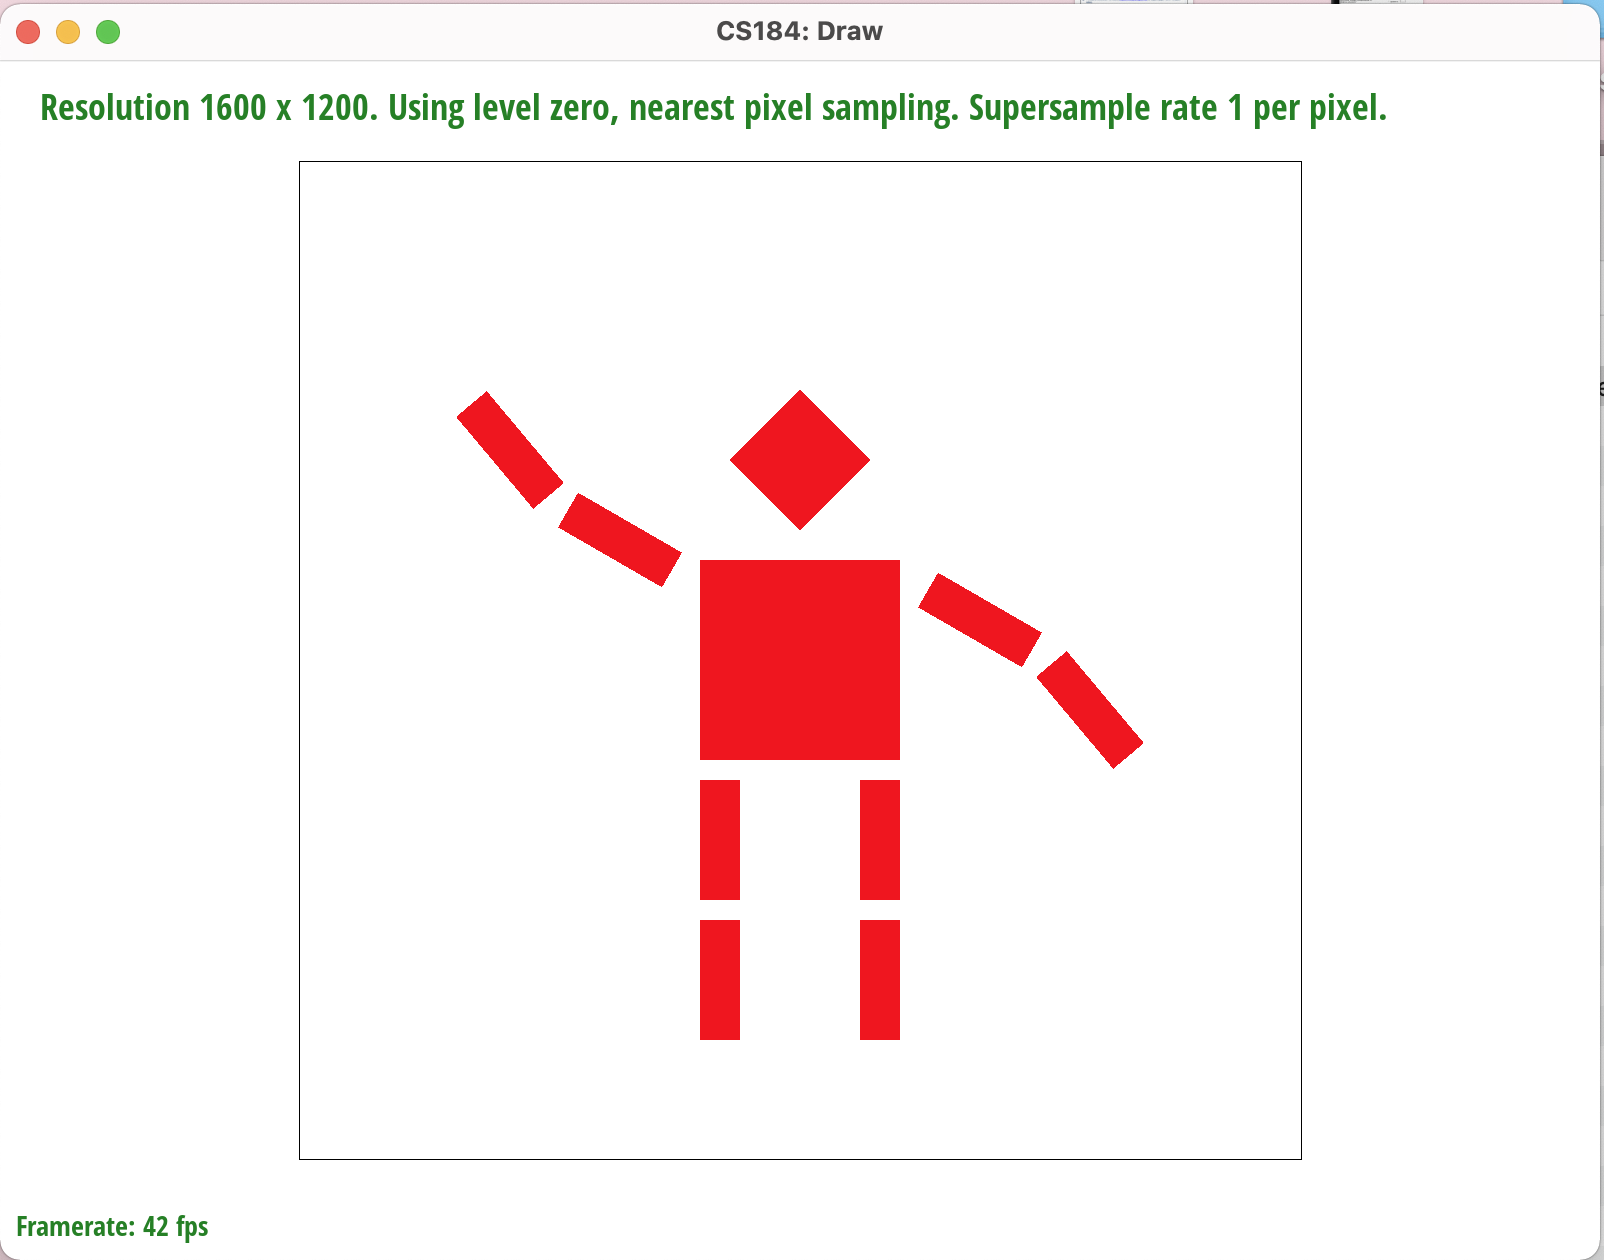 CS184: Draw
Resolution 1600 x 1200. Using level zero, nearest pixel sampling. Supersample rate 1 per pixel.
Framerate: 42 fps